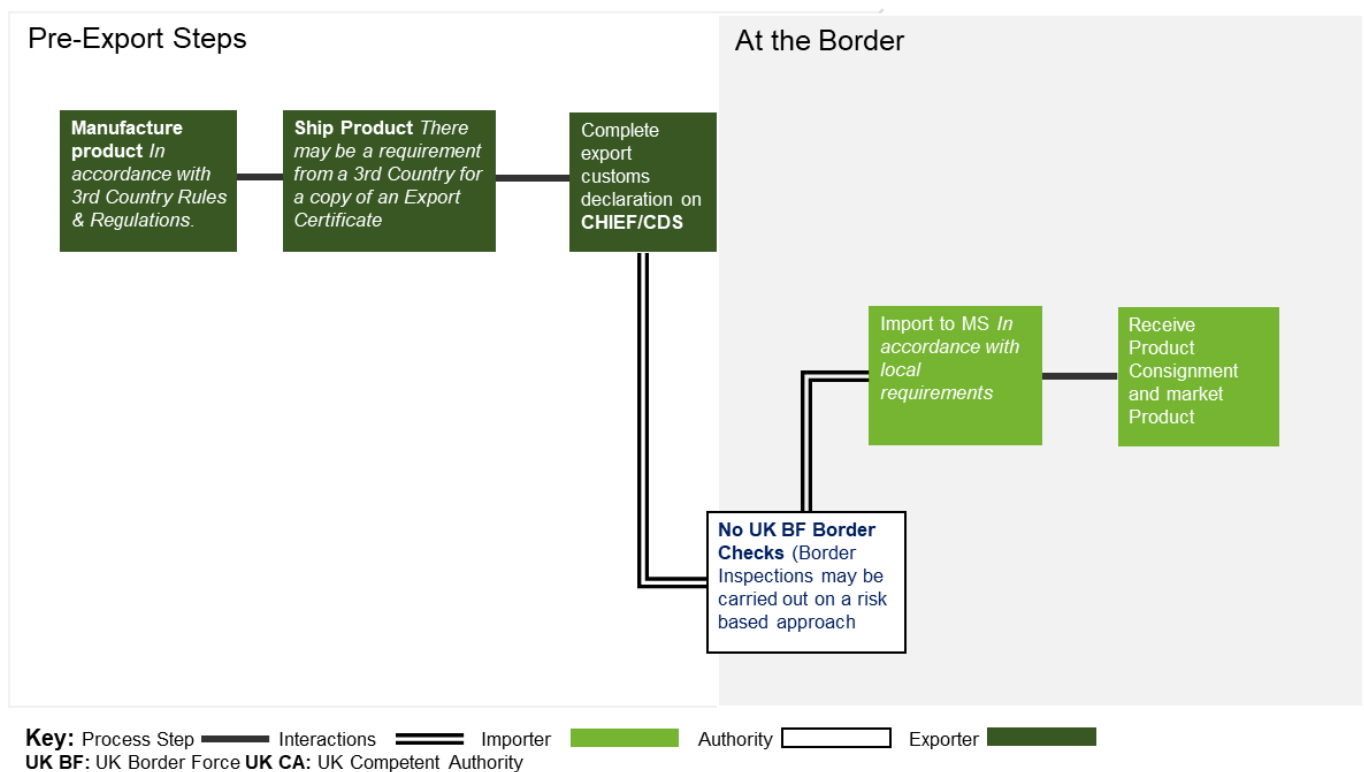 Pre-Export Steps
At the Border
Manufacture
product In
accordance with
3rd Country Rules
& Regulations.
Ship Product There
may be a requirement
from a 3rd Country for
a copy of an Export
Certificate
Complete
export
customs
declaration on
CHIEF/CDS
Import to MS In
accordance with
local
requirements
Receive
Product
Consignment
and market
Product
No UK BF Border
Checks (Border
Inspections may be
carried out on a risk
based approach
Key: Process Step Interactions Importer Authority Exporter
UK BF: UK Border Force UK CA: UK Competent Authority